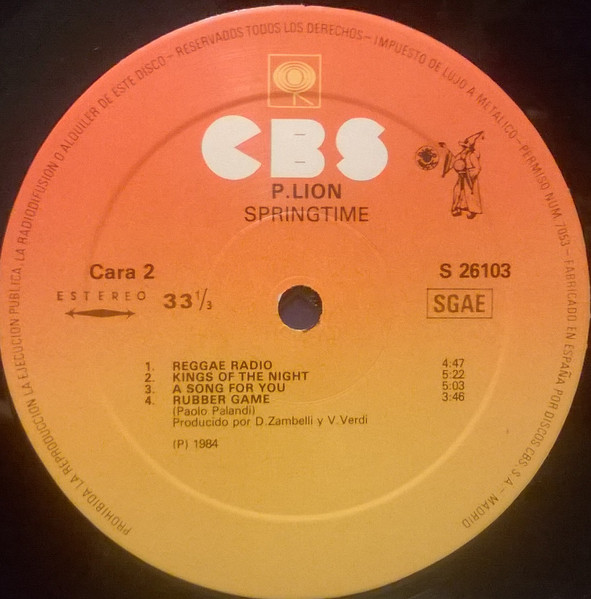 PROHIBIDA LA REPRODUCCION, LA EJECUCION PUBLICA, LA RADIODIFUSION O ALQUILER DE ESTE DISCO - RESERVADOS TODOS LOS DERECHOS - IMPUESTO DE LUJO A METALICO - PERMISO NUM. 7053 - FABRICADO EN ESPAÑA POR DISCOS CBS, S.A. - MADRID
CBS
P.LION
SPRINGTIME
Cara 2
S 26103
ESTEREO
33 1/3
SGAE
1. REGGAE RADIO 4:47
2. KINGS OF THE NIGHT 5:22
3. A SONG FOR YOU 5:03
4. RUBBER GAME 3:46
(Paolo Palandi)
Producido por D.Zambelli y V.Verdi
(P) 1984